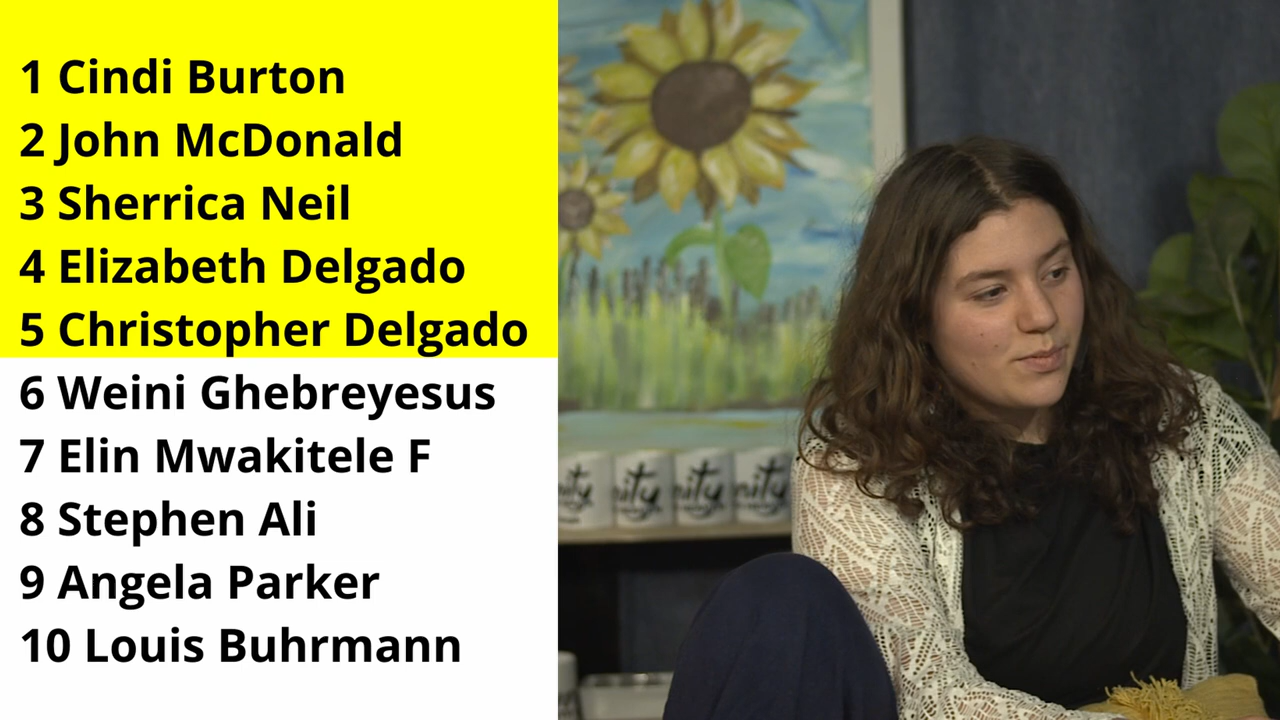 1 Cindi Burton
2 John McDonald
3 Sherrica Neil
4 Elizabeth Delgado
5 Christopher Delgado
6 Weini Ghebreyesus
7 Elin Mwakitele F
8 Stephen Ali
9 Angela Parker
10 Louis Buhrmann